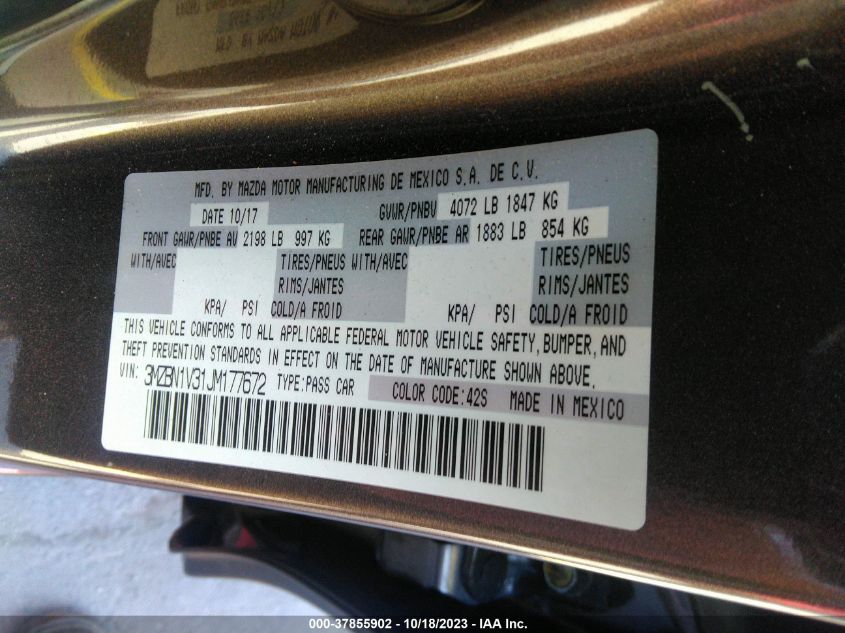 MFD. BY MAZDA MOTOR MANUFACTURING DE MEXICO S.A. DE C.V.
DATE 10/17 GVWR/PNBV 4072 LB 1847 KG
FRONT GAWR/PNBE AV 2198 LB 997 KG REAR GAWR/PNBE AR 1883 LB 854 KG
WITH/AVEC TIRES/PNEUS WITH/AVEC TIRES/PNEUS
RIMS/JANTES RIMS/JANTES
KPA/ PSI COLD/A FROID KPA/ PSI COLD/A FROID
THIS VEHICLE CONFORMS TO ALL APPLICABLE FEDERAL MOTOR VEHICLE SAFETY, BUMPER, AND
THEFT PREVENTION STANDARDS IN EFFECT ON THE DATE OF MANUFACTURE SHOWN ABOVE.
VIN: 3MZBN1V31JM177672 TYPE:PASS CAR COLOR CODE:42S MADE IN MEXICO
000-37855902 - 10/18/2023 - IAA Inc.